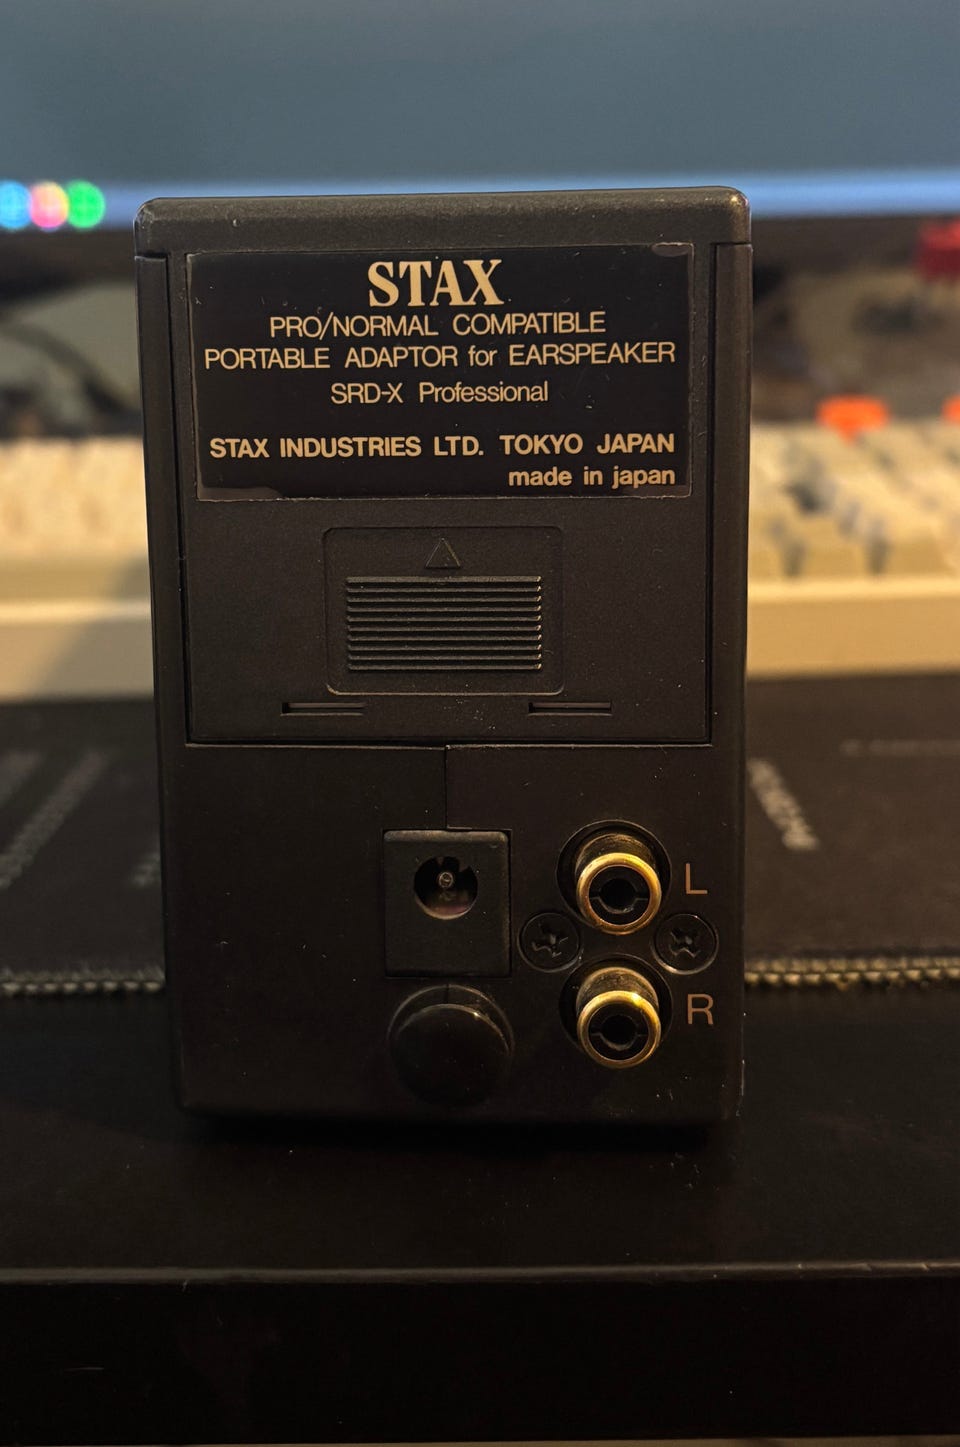 STAX
PRO/NORMAL COMPATIBLE
PORTABLE ADAPTOR for EARSPEAKER
SRD-X Professional
STAX INDUSTRIES LTD. TOKYO JAPAN
made in japan
L
R